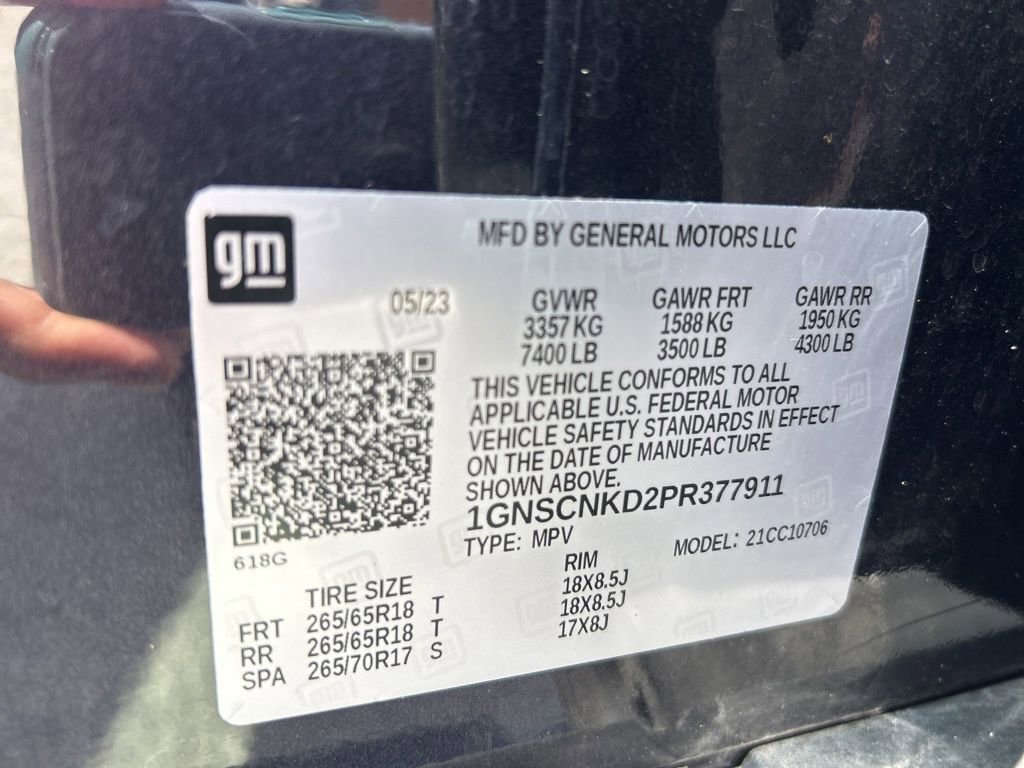 gm
MFD BY GENERAL MOTORS LLC
05/23
GVWR GAWR FRT GAWR RR
3357 KG 1588 KG 1950 KG
7400 LB 3500 LB 4300 LB
THIS VEHICLE CONFORMS TO ALL
APPLICABLE U.S. FEDERAL MOTOR
VEHICLE SAFETY STANDARDS IN EFFECT
ON THE DATE OF MANUFACTURE
SHOWN ABOVE.
1GNSCNKD2PR377911
TYPE: MPV MODEL: 21CC10706
618G
TIRE SIZE RIM
FRT 265/65R18 T 18X8.5J
RR 265/65R18 T 18X8.5J
SPA 265/70R17 S 17X8J